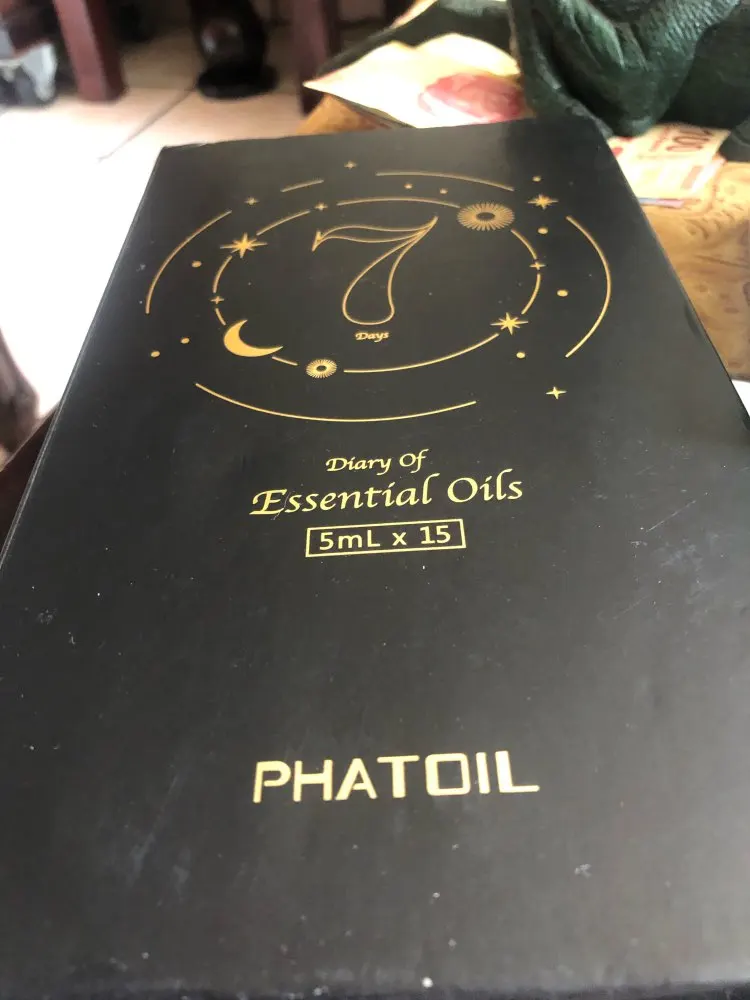 7
Days
Diary Of
Essential Oils
5mL x 15
PHATOIL